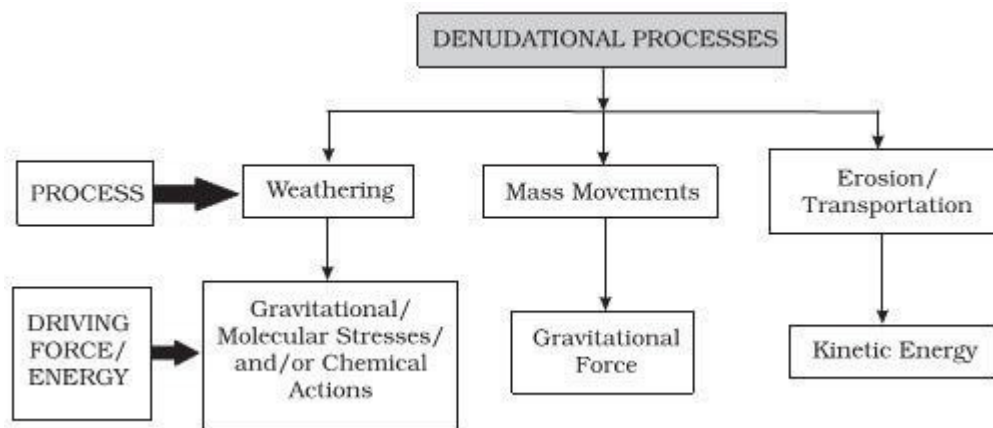 DENUDATIONAL PROCESSES
PROCESS
Weathering
Mass Movements
Erosion/
Transportation
DRIVING
FORCE/
ENERGY
Gravitational/
Molecular Stresses/
and/or Chemical
Actions
Gravitational
Force
Kinetic Energy